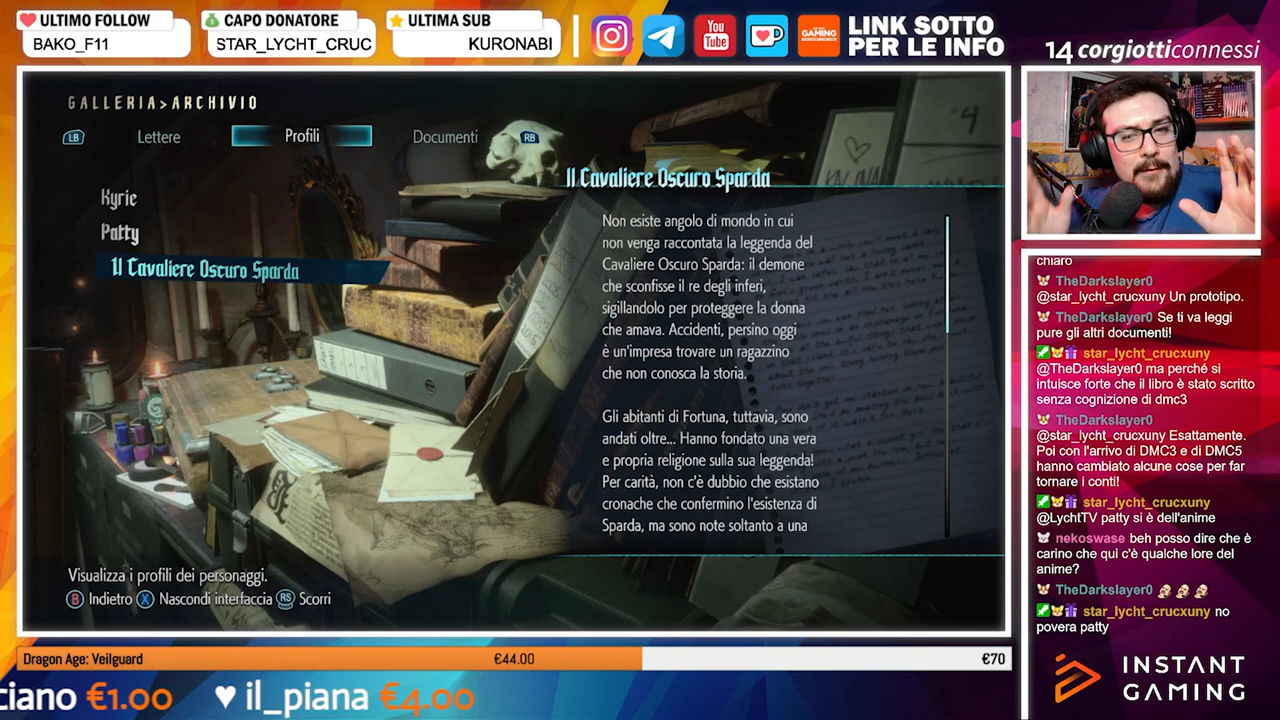 ULTIMO FOLLOW
BAKO_F11
CAPO DONATORE
STAR_LYCHT_CRUC
ULTIMA SUB
KURONABI
You
Tube
GAMING
LINK SOTTO
PER LE INFO
14 corgiotticonnessi
GALLERIA>ARCHIVIO
LB
Lettere
Profili
Documenti
RB
Kyrie
Patty
Il Cavaliere Oscuro Sparda
Il Cavaliere Oscuro Sparda
Non esiste angolo di mondo in cui
non venga raccontata la leggenda del
Cavaliere Oscuro Sparda: il demone
che sconfisse il re degli inferi,
sigillandolo per proteggere la donna
che amava. Accidenti, persino oggi
è un'impresa trovare un ragazzino
che non conosca la storia.
Gli abitanti di Fortuna, tuttavia, sono
andati oltre... Hanno fondato una vera
e propria religione sulla sua leggenda!
Per carità, non c'è dubbio che esistano
cronache che confermino l'esistenza di
Sparda, ma sono note soltanto a una
Visualizza i profili dei personaggi.
B Indietro X Nascondi interfaccia RS Scorri
chiaro
TheDarkslayer0
@star_lycht_crucxuny Un prototipo.
TheDarkslayer0 Se ti va leggi
pure gli altri documenti!
star_lycht_crucxuny
@TheDarkslayer0 ma perché si
intuisce forte che il libro è stato scritto
senza cognizione di dmc3
TheDarkslayer0
@star_lycht_crucxuny Esattamente.
Poi con l'arrivo di DMC3 e di DMC5
hanno cambiato alcune cose per far
tornare i conti!
star_lycht_crucxuny
@LychtTV patty si è dell'anime
nekoswase beh posso dire che è
carino che qui c'è qualche lore del
anime?
TheDarkslayer0
star_lycht_crucxuny no
povera patty
Dragon Age: Veilguard
€44.00
€70
ciano €1.00 ♥ il_piana €4.00
INSTANT
GAMING